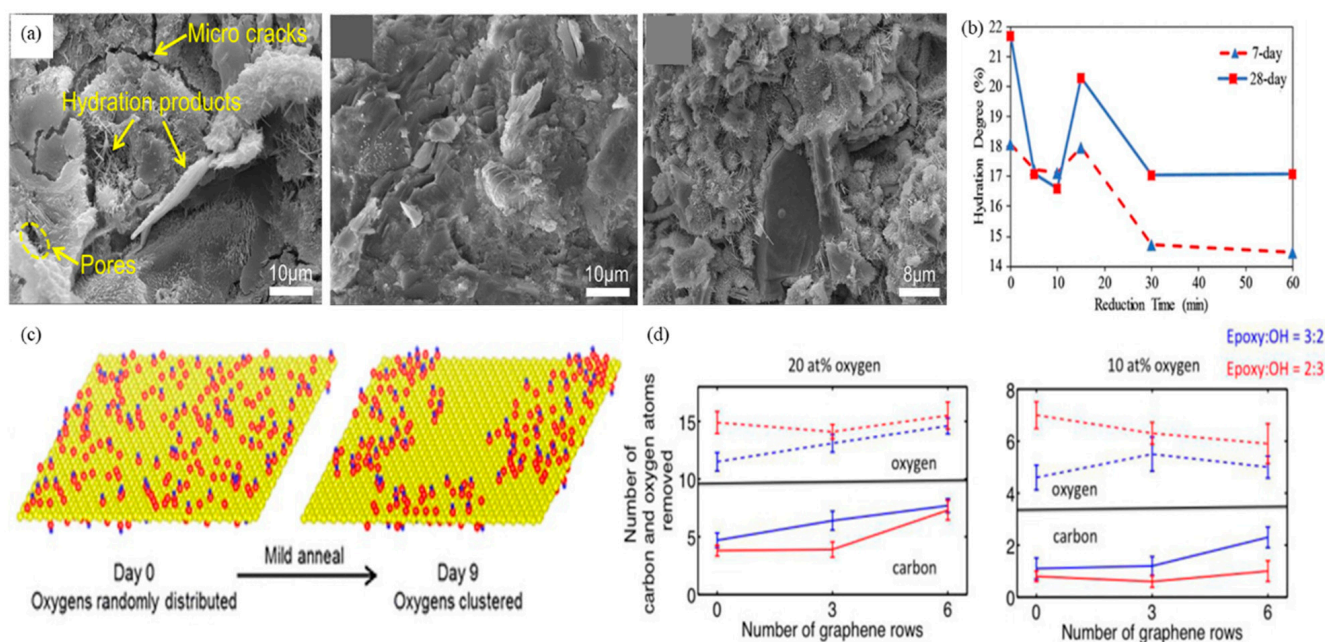 (a)
Micro cracks
Hydration products
Pores
10μm
10μm
8μm
(b)
22
21
20
19
18
17
16
15
14
Hydration Degree (%)
7-day
28-day
0
10
20
30
40
50
60
Reduction Time (min)
(c)
Day 0
Oxygens randomly distributed
Mild anneal
Day 9
Oxygens clustered
(d)
Epoxy:OH = 3:2
Epoxy:OH = 2:3
20 at% oxygen
Number of
carbon and oxygen atoms
removed
15
10
5
0
oxygen
carbon
0
3
6
Number of graphene rows
10 at% oxygen
8
6
4
2
0
oxygen
carbon
0
3
6
Number of graphene rows